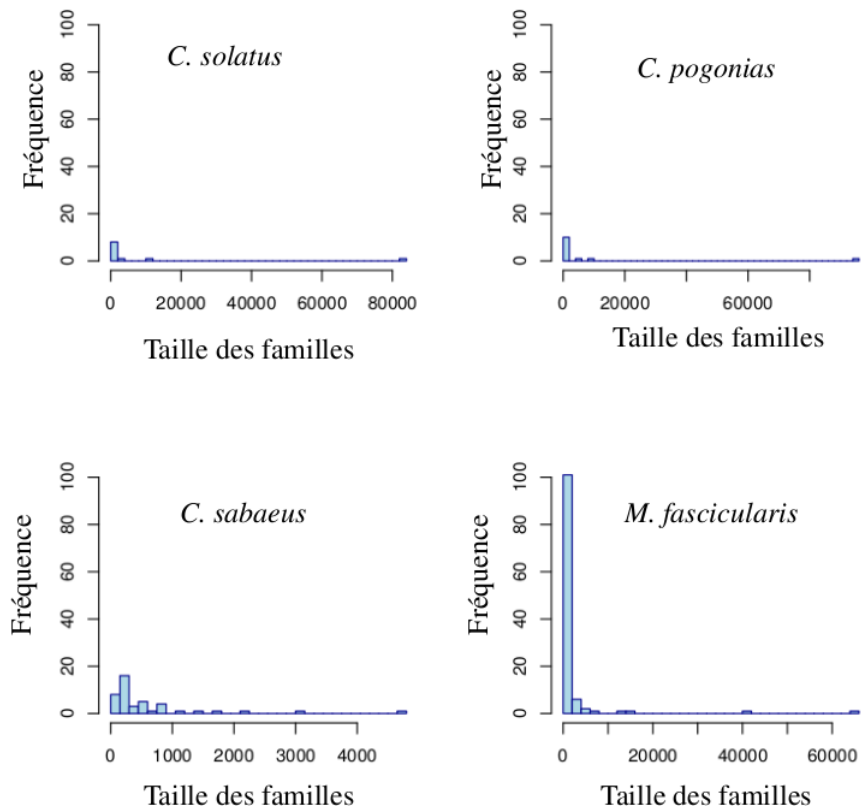 C. solatus
Fréquence
0 20 40 60 80 100
0 20000 40000 60000 80000
Taille des familles
C. pogonias
Fréquence
0 20 40 60 80 100
0 20000 60000
Taille des familles
C. sabaeus
Fréquence
0 20 40 60 80 100
0 1000 2000 3000 4000
Taille des familles
M. fascicularis
Fréquence
0 20 40 60 80 100
0 20000 40000 60000
Taille des familles